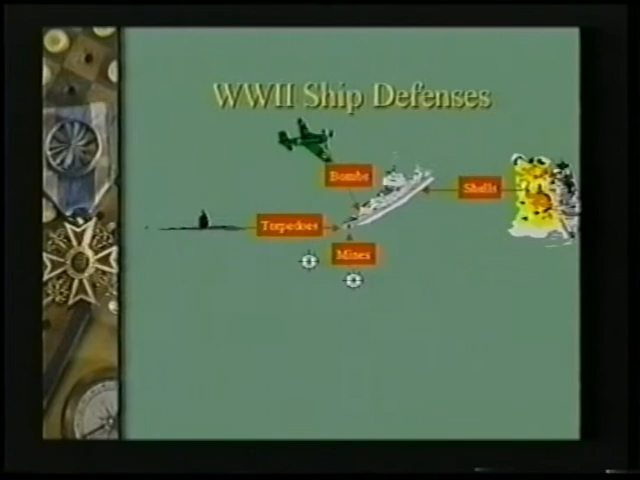 WWII Ship Defenses
Bombs
Shells
Torpedoes
Mines